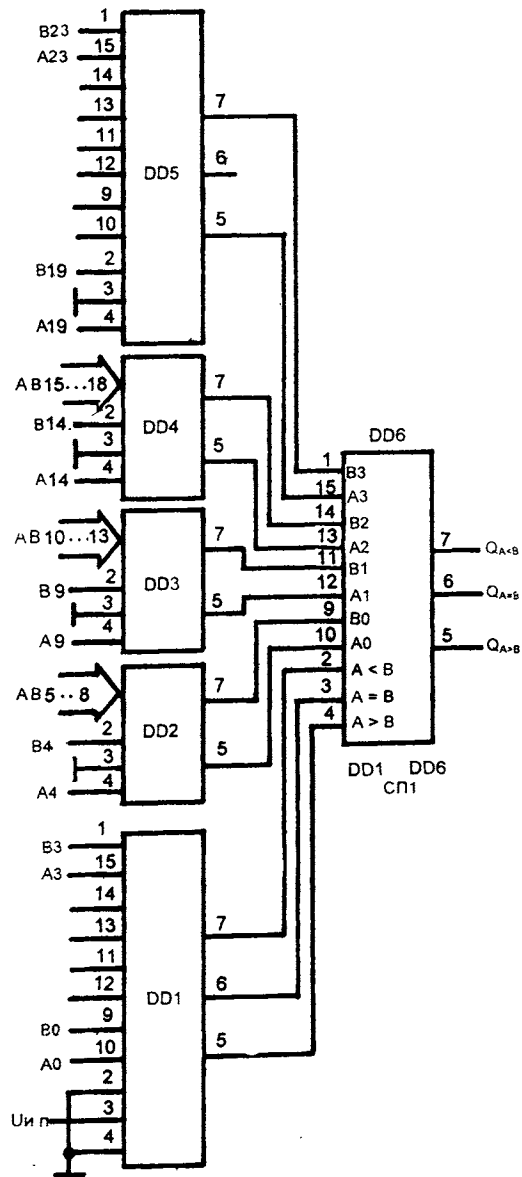 B23 1
A23 15
14
13
11
12
9
10
B19 2
3
A19 4
DD5
7
6
5
AB15...18
B14 2
3
A14 4
DD4
7
5
AB10...13
B9 2
3
A9 4
DD3
7
5
AB5..8
B4 2
3
A4 4
DD2
7
5
B3 1
A3 15
14
13
11
12
B0 9
A0 10
2
Uи п 3
4
DD1
7
6
5
DD6
1 B3
15 A3
14 B2
13 A2
11 B1
12 A1
9 B0
10 A0
2 A < B
3 A = B
4 A > B
7 QA<B
6 QA=B
5 QA>B
DD1 DD6
СП1